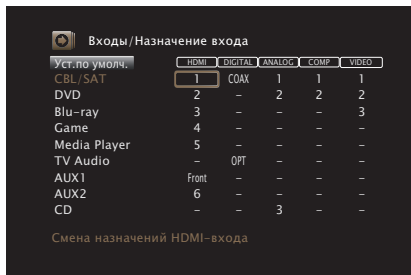 Входы/Назначение входа
Уст.по умолч. HDMI DIGITAL ANALOG COMP VIDEO
CBL/SAT 1 COAX 1 1 1
DVD 2 – 2 2 2
Blu-ray 3 – – – 3
Game 4 – – – –
Media Player 5 – – – –
TV Audio – OPT – – –
AUX1 Front – – – –
AUX2 6 – – – –
CD – – 3 – –
Смена назначений HDMI-входа